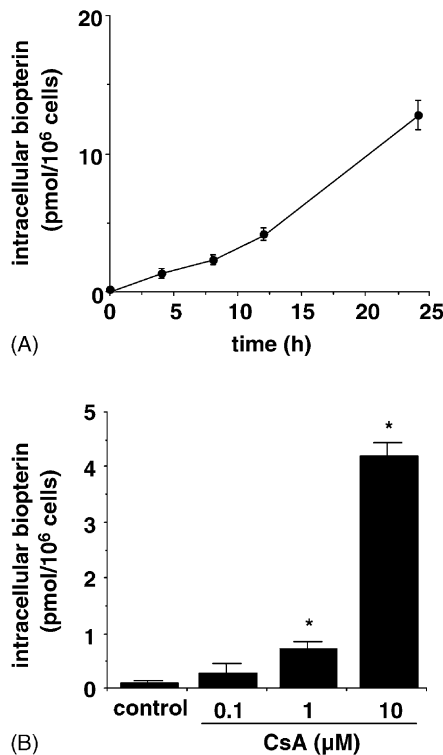 20
10
0
intracellular biopterin
(pmol/10⁶ cells)
0 5 10 15 20 25
time (h)
(A)
5
4
3
2
1
0
intracellular biopterin
(pmol/10⁶ cells)
*
*
control 0.1 1 10
CsA (µM)
(B)